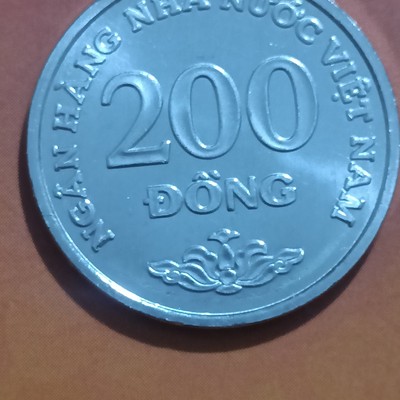 NGÂN HÀNG NHÀ NƯỚC VIỆT NAM
200
ĐỒNG